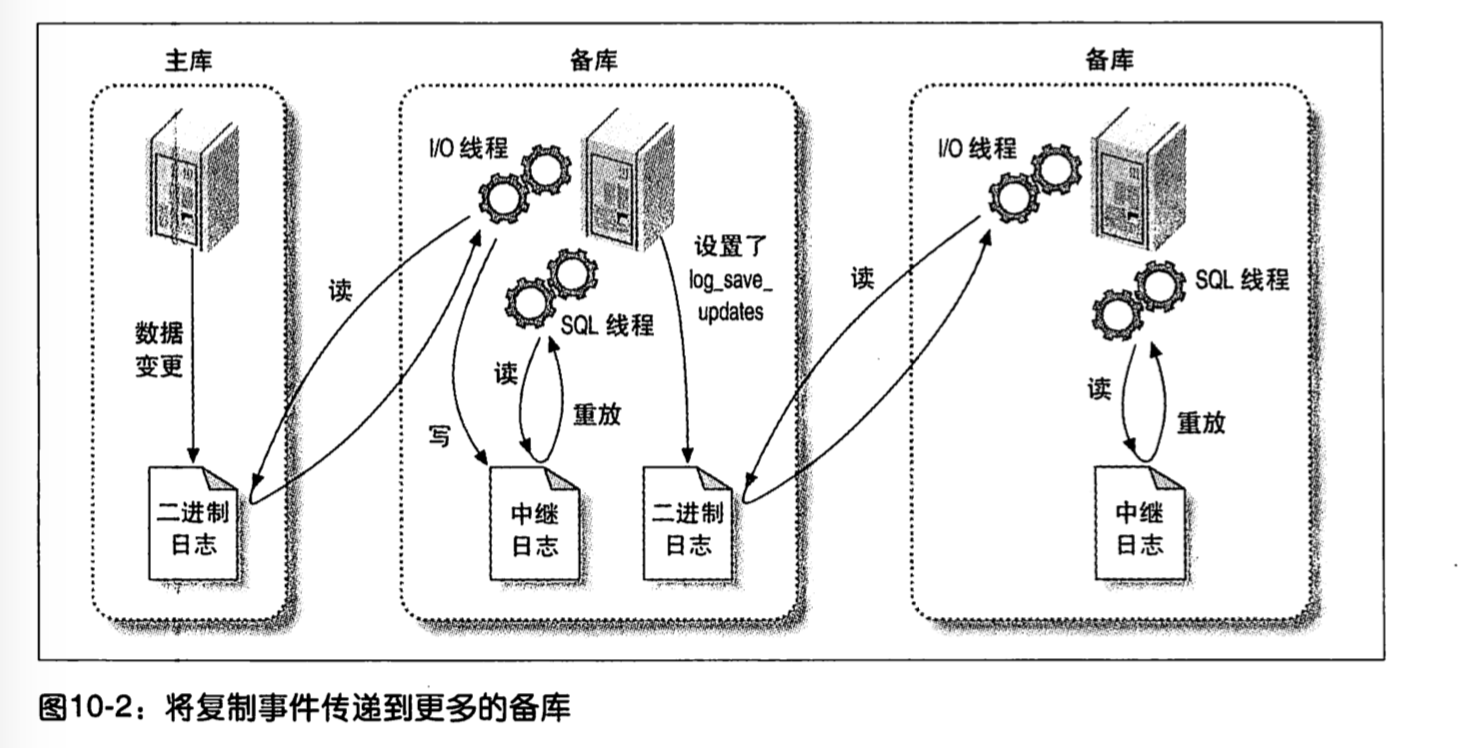 主库
备库
备库
I/O 线程
I/O 线程
设置了
log_save_
updates
读
读
SQL 线程
SQL 线程
数据
变更
读
读
重放
重放
写
二进制
日志
中继
日志
二进制
日志
中继
日志
图10-2：将复制事件传递到更多的备库